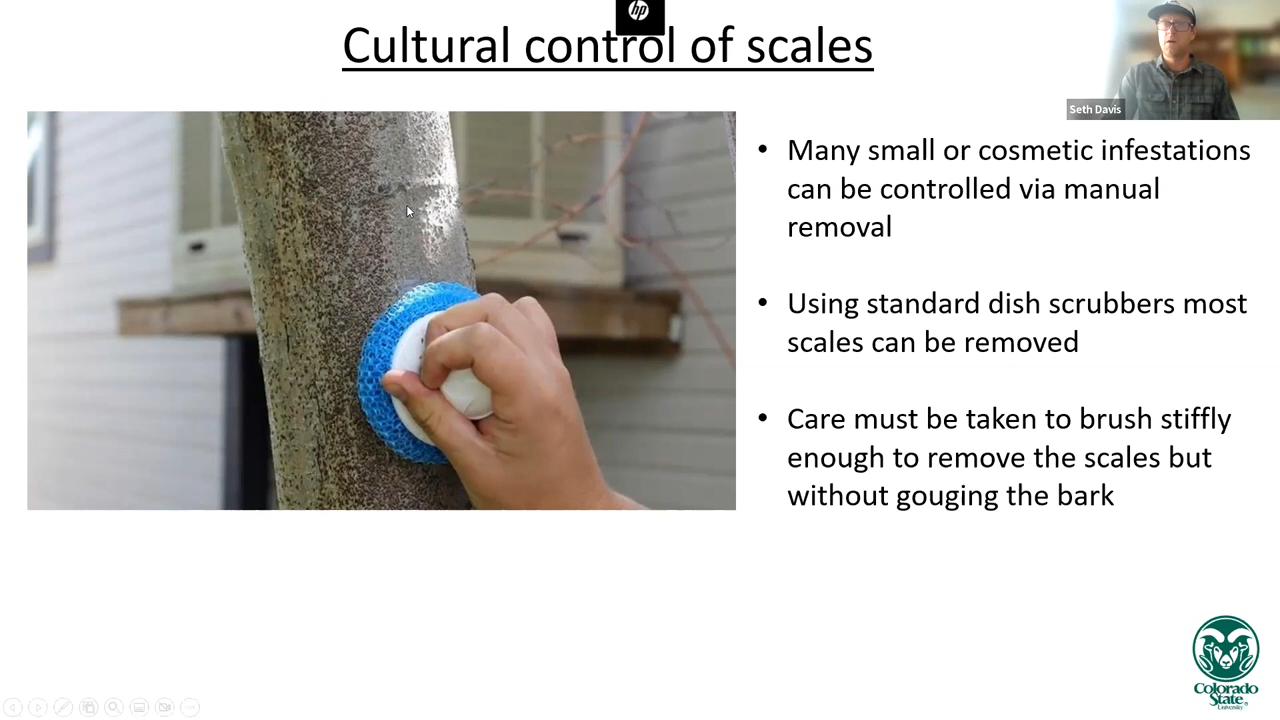 hp
Cultural control of scales
Seth Davis
• Many small or cosmetic infestations
can be controlled via manual
removal
• Using standard dish scrubbers most
scales can be removed
• Care must be taken to brush stiffly
enough to remove the scales but
without gouging the bark
Colorado
State
University